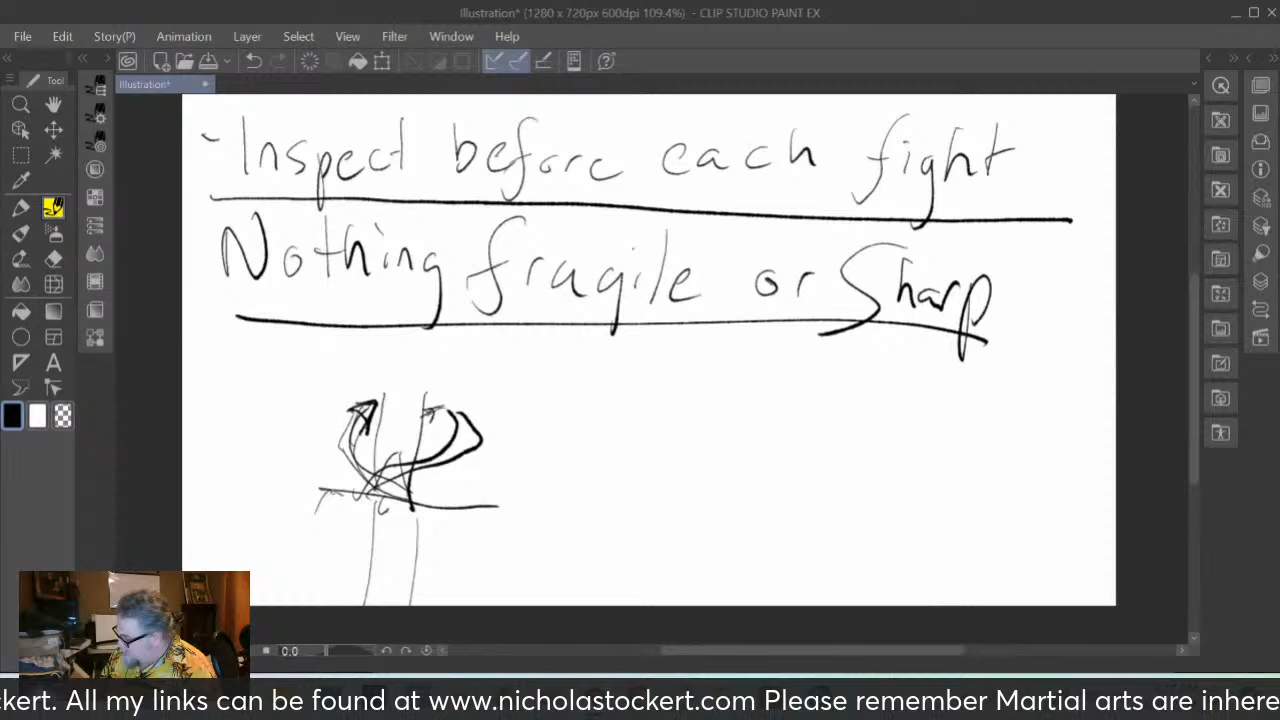 Illustration* (1280 x 720px 600dpi 109.4%) - CLIP STUDIO PAINT EX
File Edit Story(P) Animation Layer Select View Filter Window Help
Tool
Illustration*
- Inspect before each fight
Nothing fragile or Sharp
0.0
ckert. All my links can be found at www.nicholastockert.com Please remember Martial arts are inhere